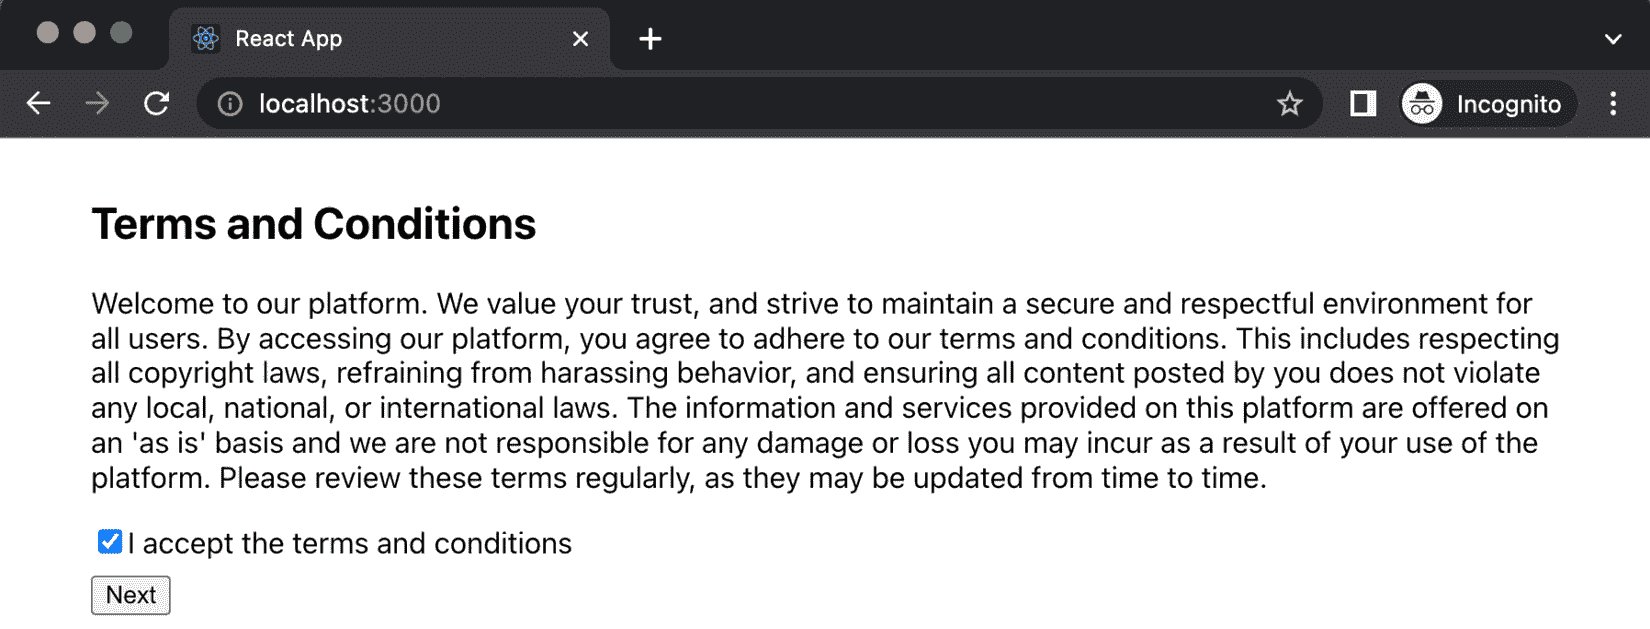 React App
localhost:3000
Incognito
Terms and Conditions
Welcome to our platform. We value your trust, and strive to maintain a secure and respectful environment for
all users. By accessing our platform, you agree to adhere to our terms and conditions. This includes respecting
all copyright laws, refraining from harassing behavior, and ensuring all content posted by you does not violate
any local, national, or international laws. The information and services provided on this platform are offered on
an 'as is' basis and we are not responsible for any damage or loss you may incur as a result of your use of the
platform. Please review these terms regularly, as they may be updated from time to time.
I accept the terms and conditions
Next